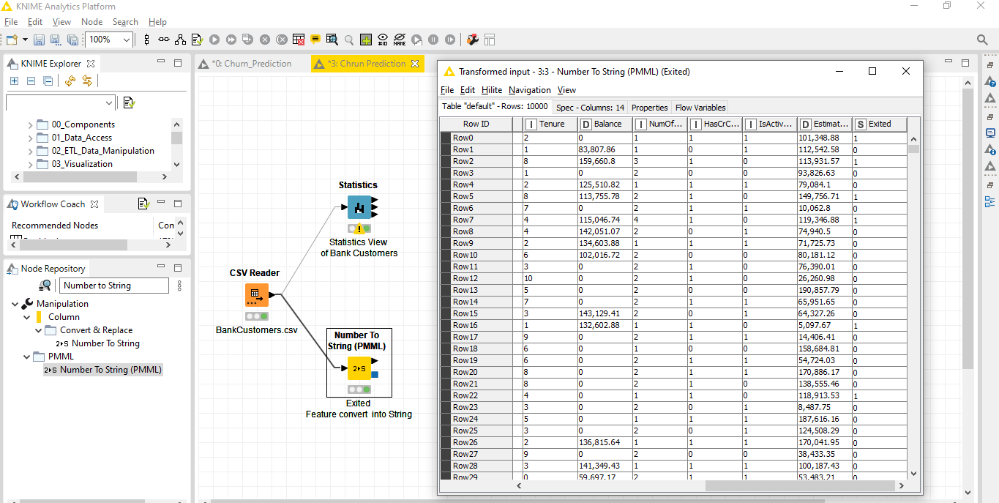 KNIME Analytics Platform
File Edit View Node Search Help
100% #ID NAME
KNIME Explorer
00_Components
01_Data_Access
02_ETL_Data_Manipulation
03_Visualization
Workflow Coach
Recommended Nodes Com
Node Repository
Number to String
Manipulation
Column
Convert & Replace
2▸S Number To String
PMML
2▸S Number To String (PMML)
*0: Churn_Prediction *3: Chrun Prediction
Statistics
Statistics View
of Bank Customers
CSV Reader
BankCustomers.csv
Number To
String (PMML)
2▸S
Exited
Feature convert into String
Transformed input - 3:3 - Number To String (PMML) (Exited)
File Edit Hilite Navigation View
Table "default" - Rows: 10000 Spec - Columns: 14 Properties Flow Variables
Row ID I Tenure D Balance I NumOf... I HasCrC... I IsActiv... D Estimat... S Exited
Row0 2 0 1 1 1 101,348.88 1
Row1 1 83,807.86 1 0 1 112,542.58 0
Row2 8 159,660.8 3 1 0 113,931.57 1
Row3 1 0 2 0 0 93,826.63 0
Row4 2 125,510.82 1 1 1 79,084.1 0
Row5 8 113,755.78 2 1 0 149,756.71 1
Row6 7 0 2 1 1 10,062.8 0
Row7 4 115,046.74 4 1 0 119,346.88 1
Row8 4 142,051.07 2 0 1 74,940.5 0
Row9 2 134,603.88 1 1 1 71,725.73 0
Row10 6 102,016.72 2 0 0 80,181.12 0
Row11 3 0 2 1 0 76,390.01 0
Row12 10 0 2 1 0 26,260.98 0
Row13 5 0 2 0 0 190,857.79 0
Row14 7 0 2 1 1 65,951.65 0
Row15 3 143,129.41 2 0 1 64,327.26 0
Row16 1 132,602.88 1 1 0 5,097.67 1
Row17 9 0 2 1 1 14,406.41 0
Row18 6 0 1 0 0 158,684.81 0
Row19 6 0 2 1 1 54,724.03 0
Row20 8 0 2 1 1 170,886.17 0
Row21 8 0 2 1 0 138,555.46 0
Row22 4 0 1 1 0 118,913.53 1
Row23 3 0 2 0 1 8,487.75 0
Row24 5 0 1 1 1 187,616.16 0
Row25 3 0 2 0 1 124,508.29 0
Row26 2 136,815.64 1 1 1 170,041.95 0
Row27 9 0 2 0 0 38,433.35 0
Row28 3 141,349.43 1 1 1 100,187.43 0
Row29 0 59,697.17 2 1 1 53,483.21 0